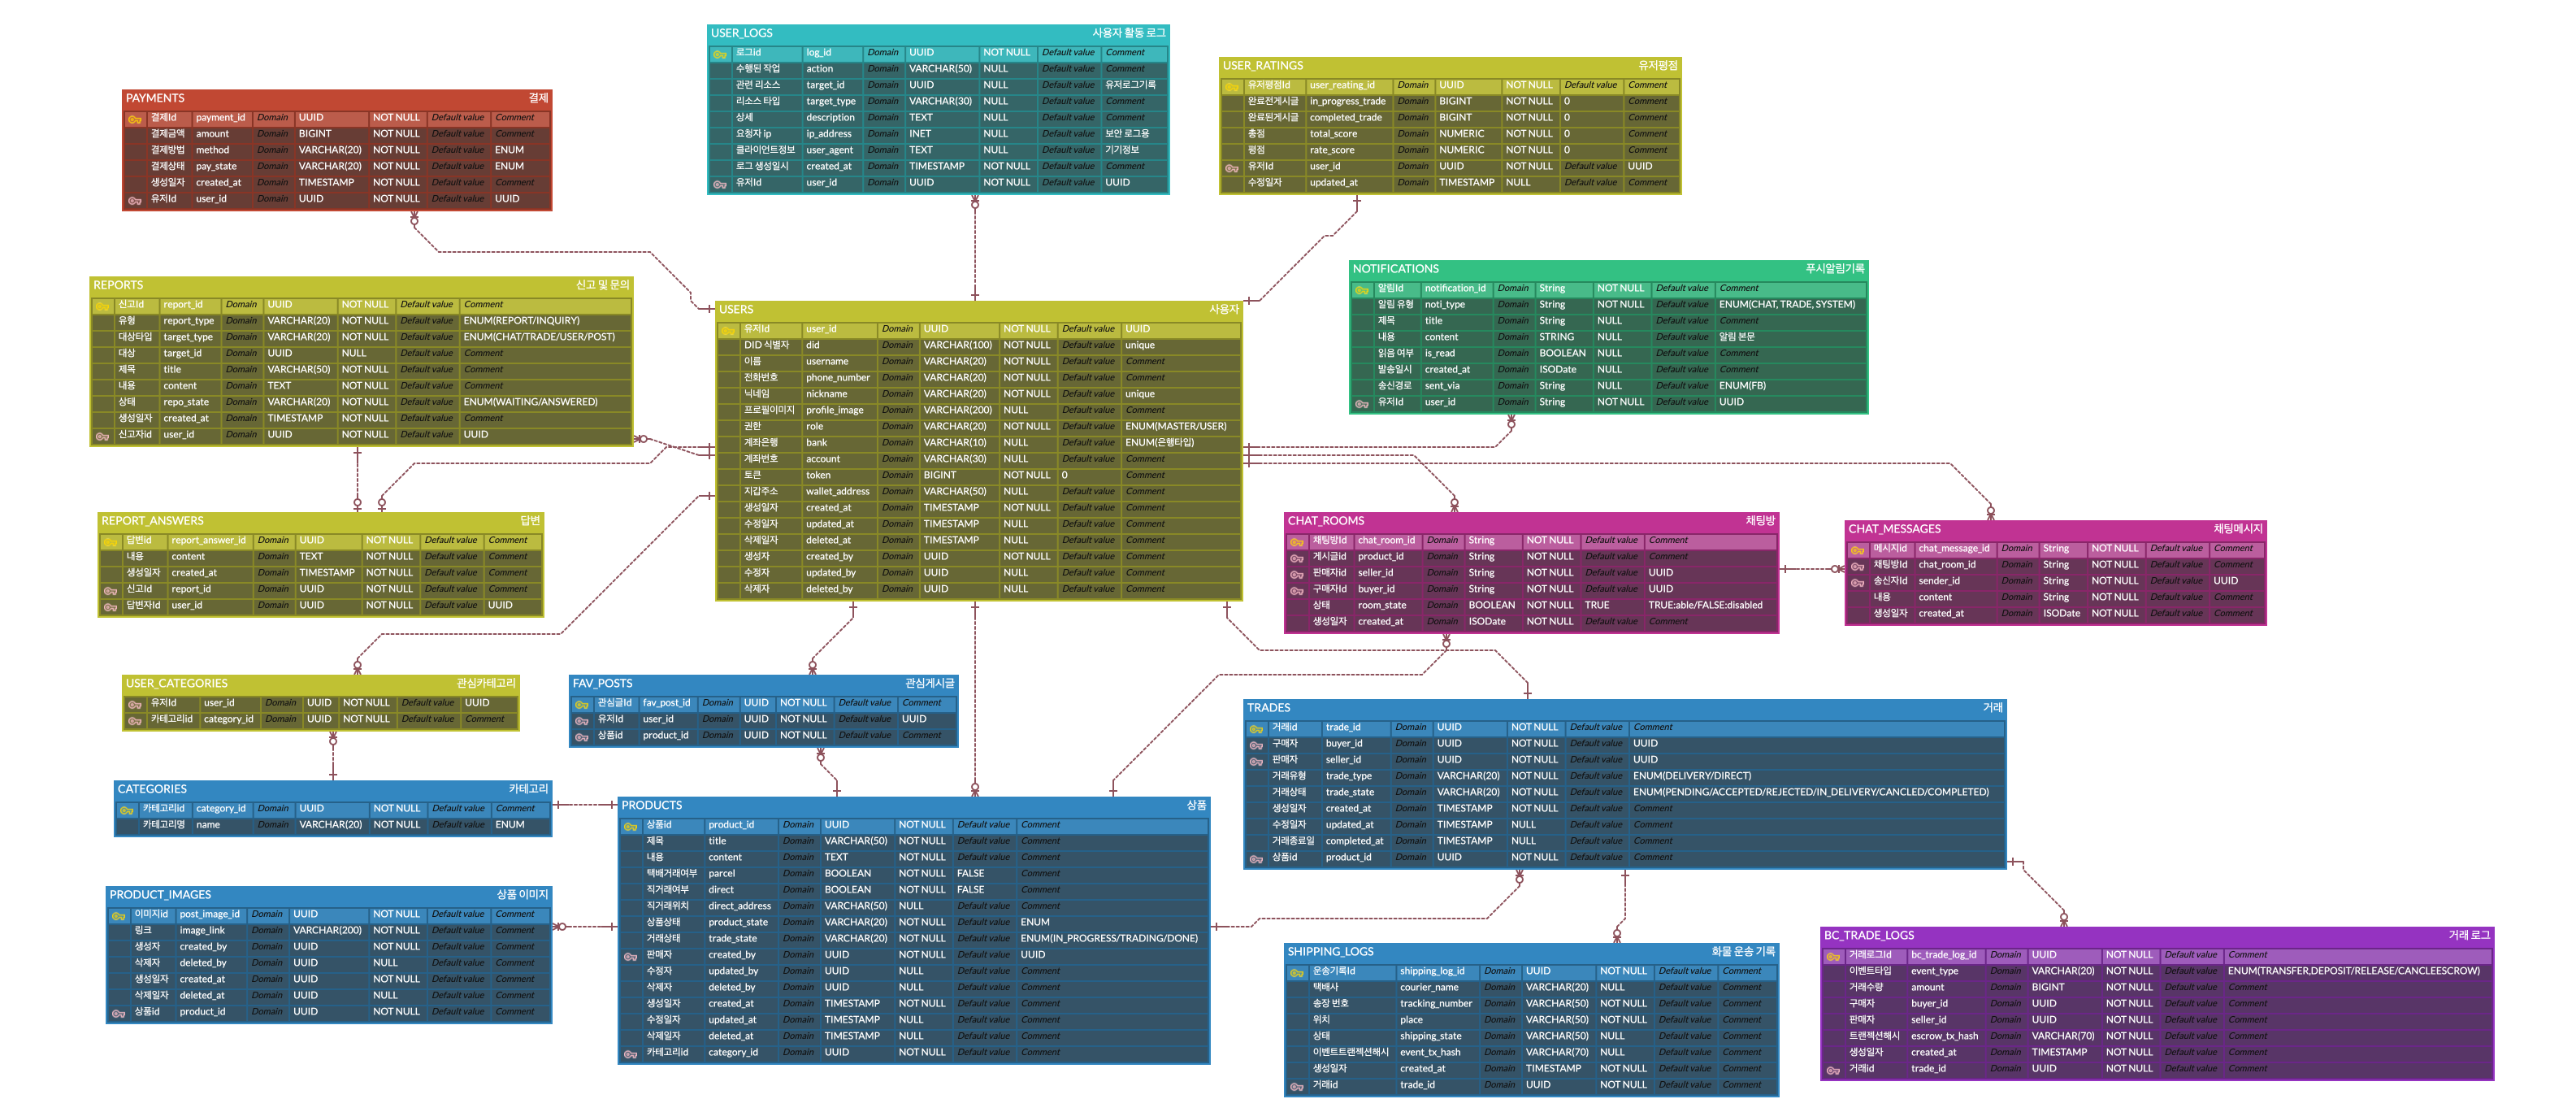 USER_LOGS 사용자 활동 로그
로그id log_id Domain UUID NOT NULL Default value Comment
수행된 작업 action Domain VARCHAR(50) NULL Default value Comment
관련 리소스 target_id Domain UUID NULL Default value 유저로그기록
리소스 타입 target_type Domain VARCHAR(30) NULL Default value Comment
상세 description Domain TEXT NULL Default value Comment
요청자 ip ip_address Domain INET NULL Default value 보안 로그용
클라이언트정보 user_agent Domain TEXT NULL Default value 기기정보
로그 생성일시 created_at Domain TIMESTAMP NOT NULL Default value Comment
유저Id user_id Domain UUID NOT NULL Default value UUID
USER_RATINGS 유저평점
유저평점Id user_reating_id Domain UUID NOT NULL Default value Comment
완료전게시글 in_progress_trade Domain BIGINT NOT NULL 0 Comment
완료된게시글 completed_trade Domain BIGINT NOT NULL 0 Comment
총점 total_score Domain NUMERIC NOT NULL 0 Comment
평점 rate_score Domain NUMERIC NOT NULL 0 Comment
유저Id user_id Domain UUID NOT NULL Default value UUID
수정일자 updated_at Domain TIMESTAMP NULL Default value Comment
PAYMENTS 결제
결제Id payment_id Domain UUID NOT NULL Default value Comment
결제금액 amount Domain BIGINT NOT NULL Default value Comment
결제방법 method Domain VARCHAR(20) NOT NULL Default value ENUM
결제상태 pay_state Domain VARCHAR(20) NOT NULL Default value ENUM
생성일자 created_at Domain TIMESTAMP NOT NULL Default value Comment
유저Id user_id Domain UUID NOT NULL Default value UUID
REPORTS 신고 및 문의
신고Id report_id Domain UUID NOT NULL Default value Comment
유형 report_type Domain VARCHAR(20) NOT NULL Default value ENUM(REPORT/INQUIRY)
대상타입 target_type Domain VARCHAR(20) NOT NULL Default value ENUM(CHAT/TRADE/USER/POST)
대상 target_id Domain UUID NULL Default value Comment
제목 title Domain VARCHAR(50) NOT NULL Default value Comment
내용 content Domain TEXT NOT NULL Default value Comment
상태 repo_state Domain VARCHAR(20) NOT NULL Default value ENUM(WAITING/ANSWERED)
생성일자 created_at Domain TIMESTAMP NOT NULL Default value Comment
신고자id user_id Domain UUID NOT NULL Default value UUID
USERS 사용자
유저Id user_id Domain UUID NOT NULL Default value UUID
DID 식별자 did Domain VARCHAR(100) NOT NULL Default value unique
이름 username Domain VARCHAR(20) NOT NULL Default value Comment
전화번호 phone_number Domain VARCHAR(20) NOT NULL Default value Comment
닉네임 nickname Domain VARCHAR(20) NOT NULL Default value unique
프로필이미지 profile_image Domain VARCHAR(200) NULL Default value Comment
권한 role Domain VARCHAR(20) NOT NULL Default value ENUM(MASTER/USER)
계좌은행 bank Domain VARCHAR(10) NULL Default value ENUM(은행타입)
계좌번호 account Domain VARCHAR(30) NULL Default value Comment
토큰 token Domain BIGINT NOT NULL 0 Comment
지갑주소 wallet_address Domain VARCHAR(50) NULL Default value Comment
생성일자 created_at Domain TIMESTAMP NOT NULL Default value Comment
수정일자 updated_at Domain TIMESTAMP NULL Default value Comment
삭제일자 deleted_at Domain TIMESTAMP NULL Default value Comment
생성자 created_by Domain UUID NOT NULL Default value Comment
수정자 updated_by Domain UUID NULL Default value Comment
삭제자 deleted_by Domain UUID NULL Default value Comment
NOTIFICATIONS 푸시알림기록
알림Id notification_id Domain String NOT NULL Default value Comment
알림 유형 noti_type Domain String NOT NULL Default value ENUM(CHAT, TRADE, SYSTEM)
제목 title Domain String NULL Default value Comment
내용 content Domain STRING NULL Default value 알림 본문
읽음 여부 is_read Domain BOOLEAN NULL Default value Comment
발송일시 created_at Domain ISODate NULL Default value Comment
송신경로 sent_via Domain String NULL Default value ENUM(FB)
유저Id user_id Domain String NOT NULL Default value UUID
REPORT_ANSWERS 답변
답변id report_answer_id Domain UUID NOT NULL Default value Comment
내용 content Domain TEXT NOT NULL Default value Comment
생성일자 created_at Domain TIMESTAMP NOT NULL Default value Comment
신고Id report_id Domain UUID NOT NULL Default value Comment
답변자Id user_id Domain UUID NOT NULL Default value UUID
CHAT_ROOMS 채팅방
채팅방Id chat_room_id Domain String NOT NULL Default value Comment
게시글id product_id Domain String NOT NULL Default value Comment
판매자id seller_id Domain String NOT NULL Default value UUID
구매자Id buyer_id Domain String NOT NULL Default value UUID
상태 room_state Domain BOOLEAN NOT NULL TRUE TRUE:able/FALSE:disabled
생성일자 created_at Domain ISODate NOT NULL Default value Comment
CHAT_MESSAGES 채팅메시지
메시지Id chat_message_id Domain String NOT NULL Default value Comment
채팅방Id chat_room_id Domain String NOT NULL Default value Comment
송신자Id sender_id Domain String NOT NULL Default value UUID
내용 content Domain String NOT NULL Default value Comment
생성일자 created_at Domain ISODate NOT NULL Default value Comment
USER_CATEGORIES 관심카테고리
유저Id user_id Domain UUID NOT NULL Default value UUID
카테고리id category_id Domain UUID NOT NULL Default value Comment
FAV_POSTS 관심게시글
관심글Id fav_post_id Domain UUID NOT NULL Default value Comment
유저Id user_id Domain UUID NOT NULL Default value UUID
상품id product_id Domain UUID NOT NULL Default value Comment
TRADES 거래
거래id trade_id Domain UUID NOT NULL Default value Comment
구매자 buyer_id Domain UUID NOT NULL Default value UUID
판매자 seller_id Domain UUID NOT NULL Default value UUID
거래유형 trade_type Domain VARCHAR(20) NOT NULL Default value ENUM(DELIVERY/DIRECT)
거래상태 trade_state Domain VARCHAR(20) NOT NULL Default value ENUM(PENDING/ACCEPTED/REJECTED/IN_DELIVERY/CANCLED/COMPLETED)
생성일자 created_at Domain TIMESTAMP NOT NULL Default value Comment
수정일자 updated_at Domain TIMESTAMP NULL Default value Comment
거래종료일 completed_at Domain TIMESTAMP NULL Default value Comment
상품id product_id Domain UUID NOT NULL Default value Comment
CATEGORIES 카테고리
카테고리id category_id Domain UUID NOT NULL Default value Comment
카테고리명 name Domain VARCHAR(20) NOT NULL Default value ENUM
PRODUCTS 상품
상품id product_id Domain UUID NOT NULL Default value Comment
제목 title Domain VARCHAR(50) NOT NULL Default value Comment
내용 content Domain TEXT NOT NULL Default value Comment
택배거래여부 parcel Domain BOOLEAN NOT NULL FALSE Comment
직거래여부 direct Domain BOOLEAN NOT NULL FALSE Comment
직거래위치 direct_address Domain VARCHAR(50) NULL Default value Comment
상품상태 product_state Domain VARCHAR(20) NOT NULL Default value ENUM
거래상태 trade_state Domain VARCHAR(20) NOT NULL Default value ENUM(IN_PROGRESS/TRADING/DONE)
판매자 created_by Domain UUID NOT NULL Default value UUID
수정자 updated_by Domain UUID NULL Default value Comment
삭제자 deleted_by Domain UUID NULL Default value Comment
생성일자 created_at Domain TIMESTAMP NOT NULL Default value Comment
수정일자 updated_at Domain TIMESTAMP NULL Default value Comment
삭제일자 deleted_at Domain TIMESTAMP NULL Default value Comment
카테고리id category_id Domain UUID NOT NULL Default value Comment
PRODUCT_IMAGES 상품 이미지
이미지id post_image_id Domain UUID NOT NULL Default value Comment
링크 image_link Domain VARCHAR(200) NOT NULL Default value Comment
생성자 created_by Domain UUID NOT NULL Default value Comment
삭제자 deleted_by Domain UUID NULL Default value Comment
생성일자 created_at Domain UUID NOT NULL Default value Comment
삭제일자 deleted_at Domain UUID NULL Default value Comment
상품id product_id Domain UUID NOT NULL Default value Comment
SHIPPING_LOGS 화물 운송 기록
운송기록Id shipping_log_id Domain UUID NOT NULL Default value Comment
택배사 courier_name Domain VARCHAR(20) NULL Default value Comment
송장 번호 tracking_number Domain VARCHAR(50) NOT NULL Default value Comment
위치 place Domain VARCHAR(50) NOT NULL Default value Comment
상태 shipping_state Domain VARCHAR(50) NULL Default value Comment
이벤트트랜젝션해시 event_tx_hash Domain VARCHAR(70) NULL Default value Comment
생성일자 created_at Domain TIMESTAMP NOT NULL Default value Comment
거래id trade_id Domain UUID NOT NULL Default value Comment
BC_TRADE_LOGS 거래 로그
거래로그Id bc_trade_log_id Domain UUID NOT NULL Default value Comment
이벤트타입 event_type Domain VARCHAR(20) NOT NULL Default value ENUM(TRANSFER,DEPOSIT/RELEASE/CANCLEESCROW)
거래수량 amount Domain BIGINT NOT NULL Default value Comment
구매자 buyer_id Domain UUID NOT NULL Default value Comment
판매자 seller_id Domain UUID NOT NULL Default value Comment
트랜젝션해시 escrow_tx_hash Domain VARCHAR(70) NOT NULL Default value Comment
생성일자 created_at Domain TIMESTAMP NOT NULL Default value Comment
거래id trade_id Domain UUID NOT NULL Default value Comment